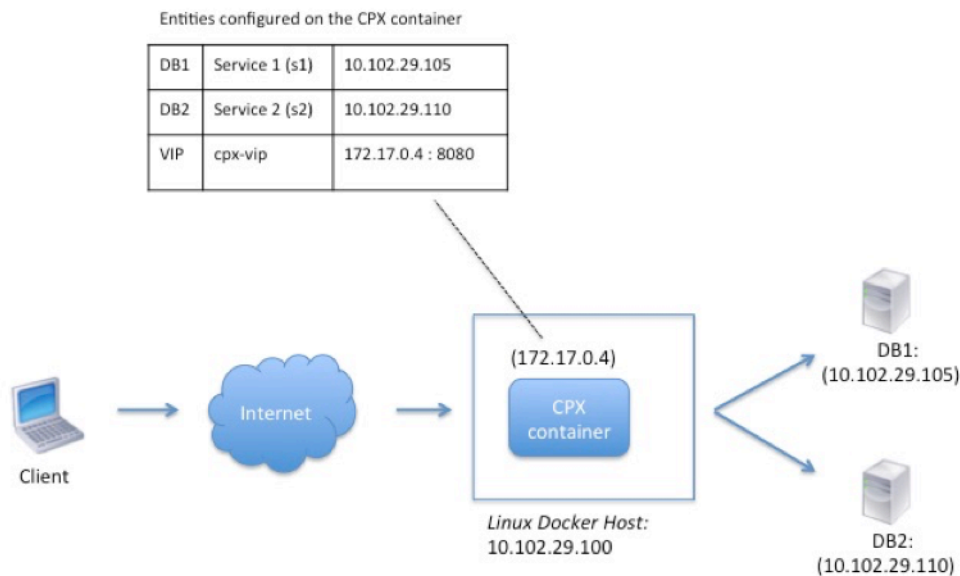 Entities configured on the CPX container
DB1 Service 1 (s1) 10.102.29.105
DB2 Service 2 (s2) 10.102.29.110
VIP cpx-vip 172.17.0.4 : 8080
(172.17.0.4)
DB1:
(10.102.29.105)
Internet
CPX
container
Client
Linux Docker Host:
10.102.29.100
DB2:
(10.102.29.110)